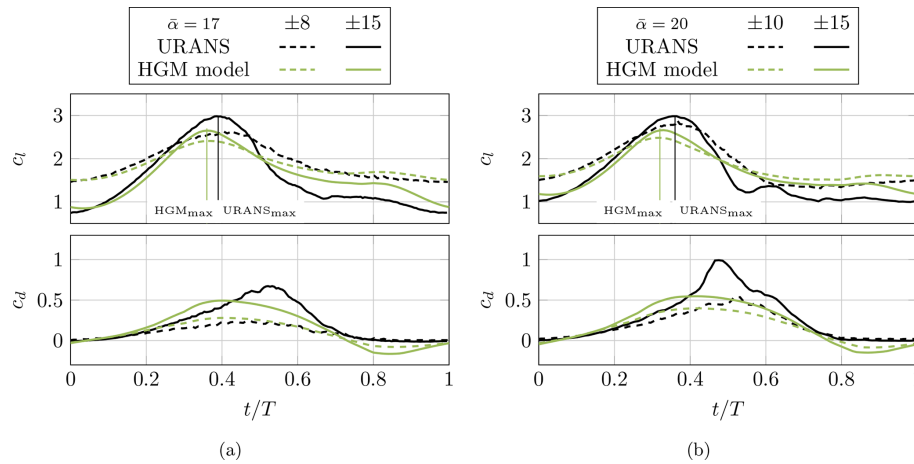 ᾱ = 17 ±8 ±15
URANS
HGM model
3
2
1
c_l
HGM_max URANS_max
1
0.5
0
c_d
0 0.2 0.4 0.6 0.8 1
t/T
(a)
ᾱ = 20 ±10 ±15
URANS
HGM model
3
2
1
c_l
HGM_max URANS_max
1
0.5
0
c_d
0 0.2 0.4 0.6 0.8
t/T
(b)